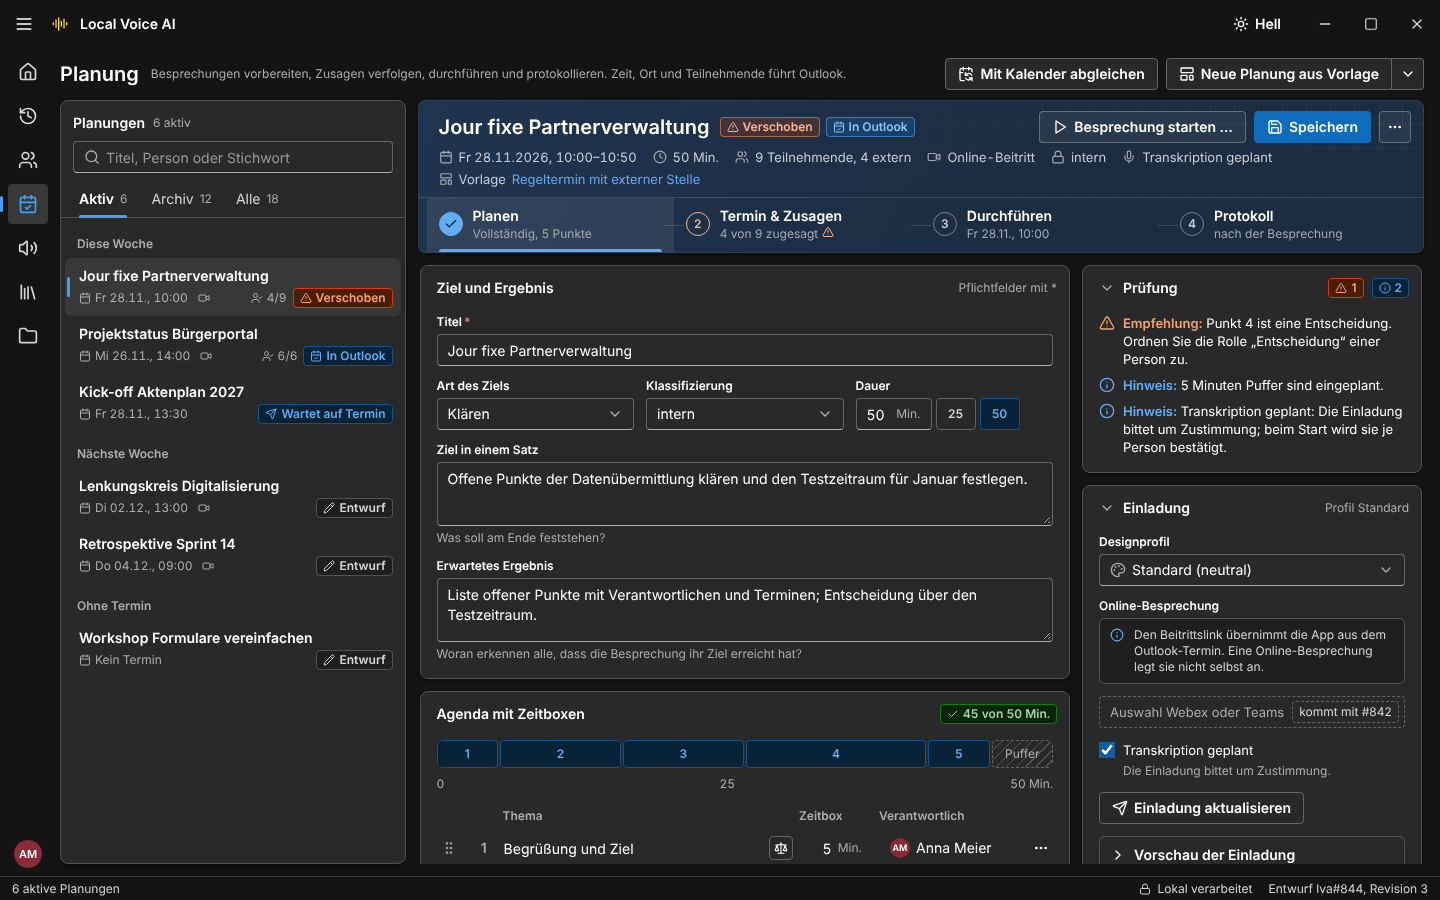 Local Voice AI
Hell
Planung
Besprechungen vorbereiten, Zusagen verfolgen, durchführen und protokollieren. Zeit, Ort und Teilnehmende führt Outlook.
Mit Kalender abgleichen
Neue Planung aus Vorlage
Planungen 6 aktiv
Titel, Person oder Stichwort
Aktiv 6
Archiv 12
Alle 18
Diese Woche
Jour fixe Partnerverwaltung
Fr 28.11., 10:00
4/9
Verschoben
Projektstatus Bürgerportal
Mi 26.11., 14:00
6/6
In Outlook
Kick-off Aktenplan 2027
Fr 28.11., 13:30
Wartet auf Termin
Nächste Woche
Lenkungskreis Digitalisierung
Di 02.12., 13:00
Entwurf
Retrospektive Sprint 14
Do 04.12., 09:00
Entwurf
Ohne Termin
Workshop Formulare vereinfachen
Kein Termin
Entwurf
AM
Jour fixe Partnerverwaltung
Verschoben
In Outlook
Besprechung starten ...
Speichern
Fr 28.11.2026, 10:00–10:50
50 Min.
9 Teilnehmende, 4 extern
Online-Beitritt
intern
Transkription geplant
Vorlage Regeltermin mit externer Stelle
Planen
Vollständig, 5 Punkte
2
Termin & Zusagen
4 von 9 zugesagt
3
Durchführen
Fr 28.11., 10:00
4
Protokoll
nach der Besprechung
Ziel und Ergebnis
Pflichtfelder mit *
Titel *
Jour fixe Partnerverwaltung
Art des Ziels
Klassifizierung
Dauer
Klären
intern
50 Min.
25
50
Ziel in einem Satz
Offene Punkte der Datenübermittlung klären und den Testzeitraum für Januar festlegen.
Was soll am Ende feststehen?
Erwartetes Ergebnis
Liste offener Punkte mit Verantwortlichen und Terminen; Entscheidung über den
Testzeitraum.
Woran erkennen alle, dass die Besprechung ihr Ziel erreicht hat?
Agenda mit Zeitboxen
45 von 50 Min.
1
2
3
4
5
Puffer
0
25
50 Min.
Thema
Zeitbox
Verantwortlich
1
Begrüßung und Ziel
5 Min.
AM
Anna Meier
Prüfung
1
2
Empfehlung: Punkt 4 ist eine Entscheidung.
Ordnen Sie die Rolle „Entscheidung“ einer
Person zu.
Hinweis: 5 Minuten Puffer sind eingeplant.
Hinweis: Transkription geplant: Die Einladung
bittet um Zustimmung; beim Start wird sie je
Person bestätigt.
Einladung
Profil Standard
Designprofil
Standard (neutral)
Online-Besprechung
Den Beitrittslink übernimmt die App aus dem
Outlook-Termin. Eine Online-Besprechung
legt sie nicht selbst an.
Auswahl Webex oder Teams
kommt mit #842
Transkription geplant
Die Einladung bittet um Zustimmung.
Einladung aktualisieren
Vorschau der Einladung
6 aktive Planungen
Lokal verarbeitet
Entwurf lva#844, Revision 3